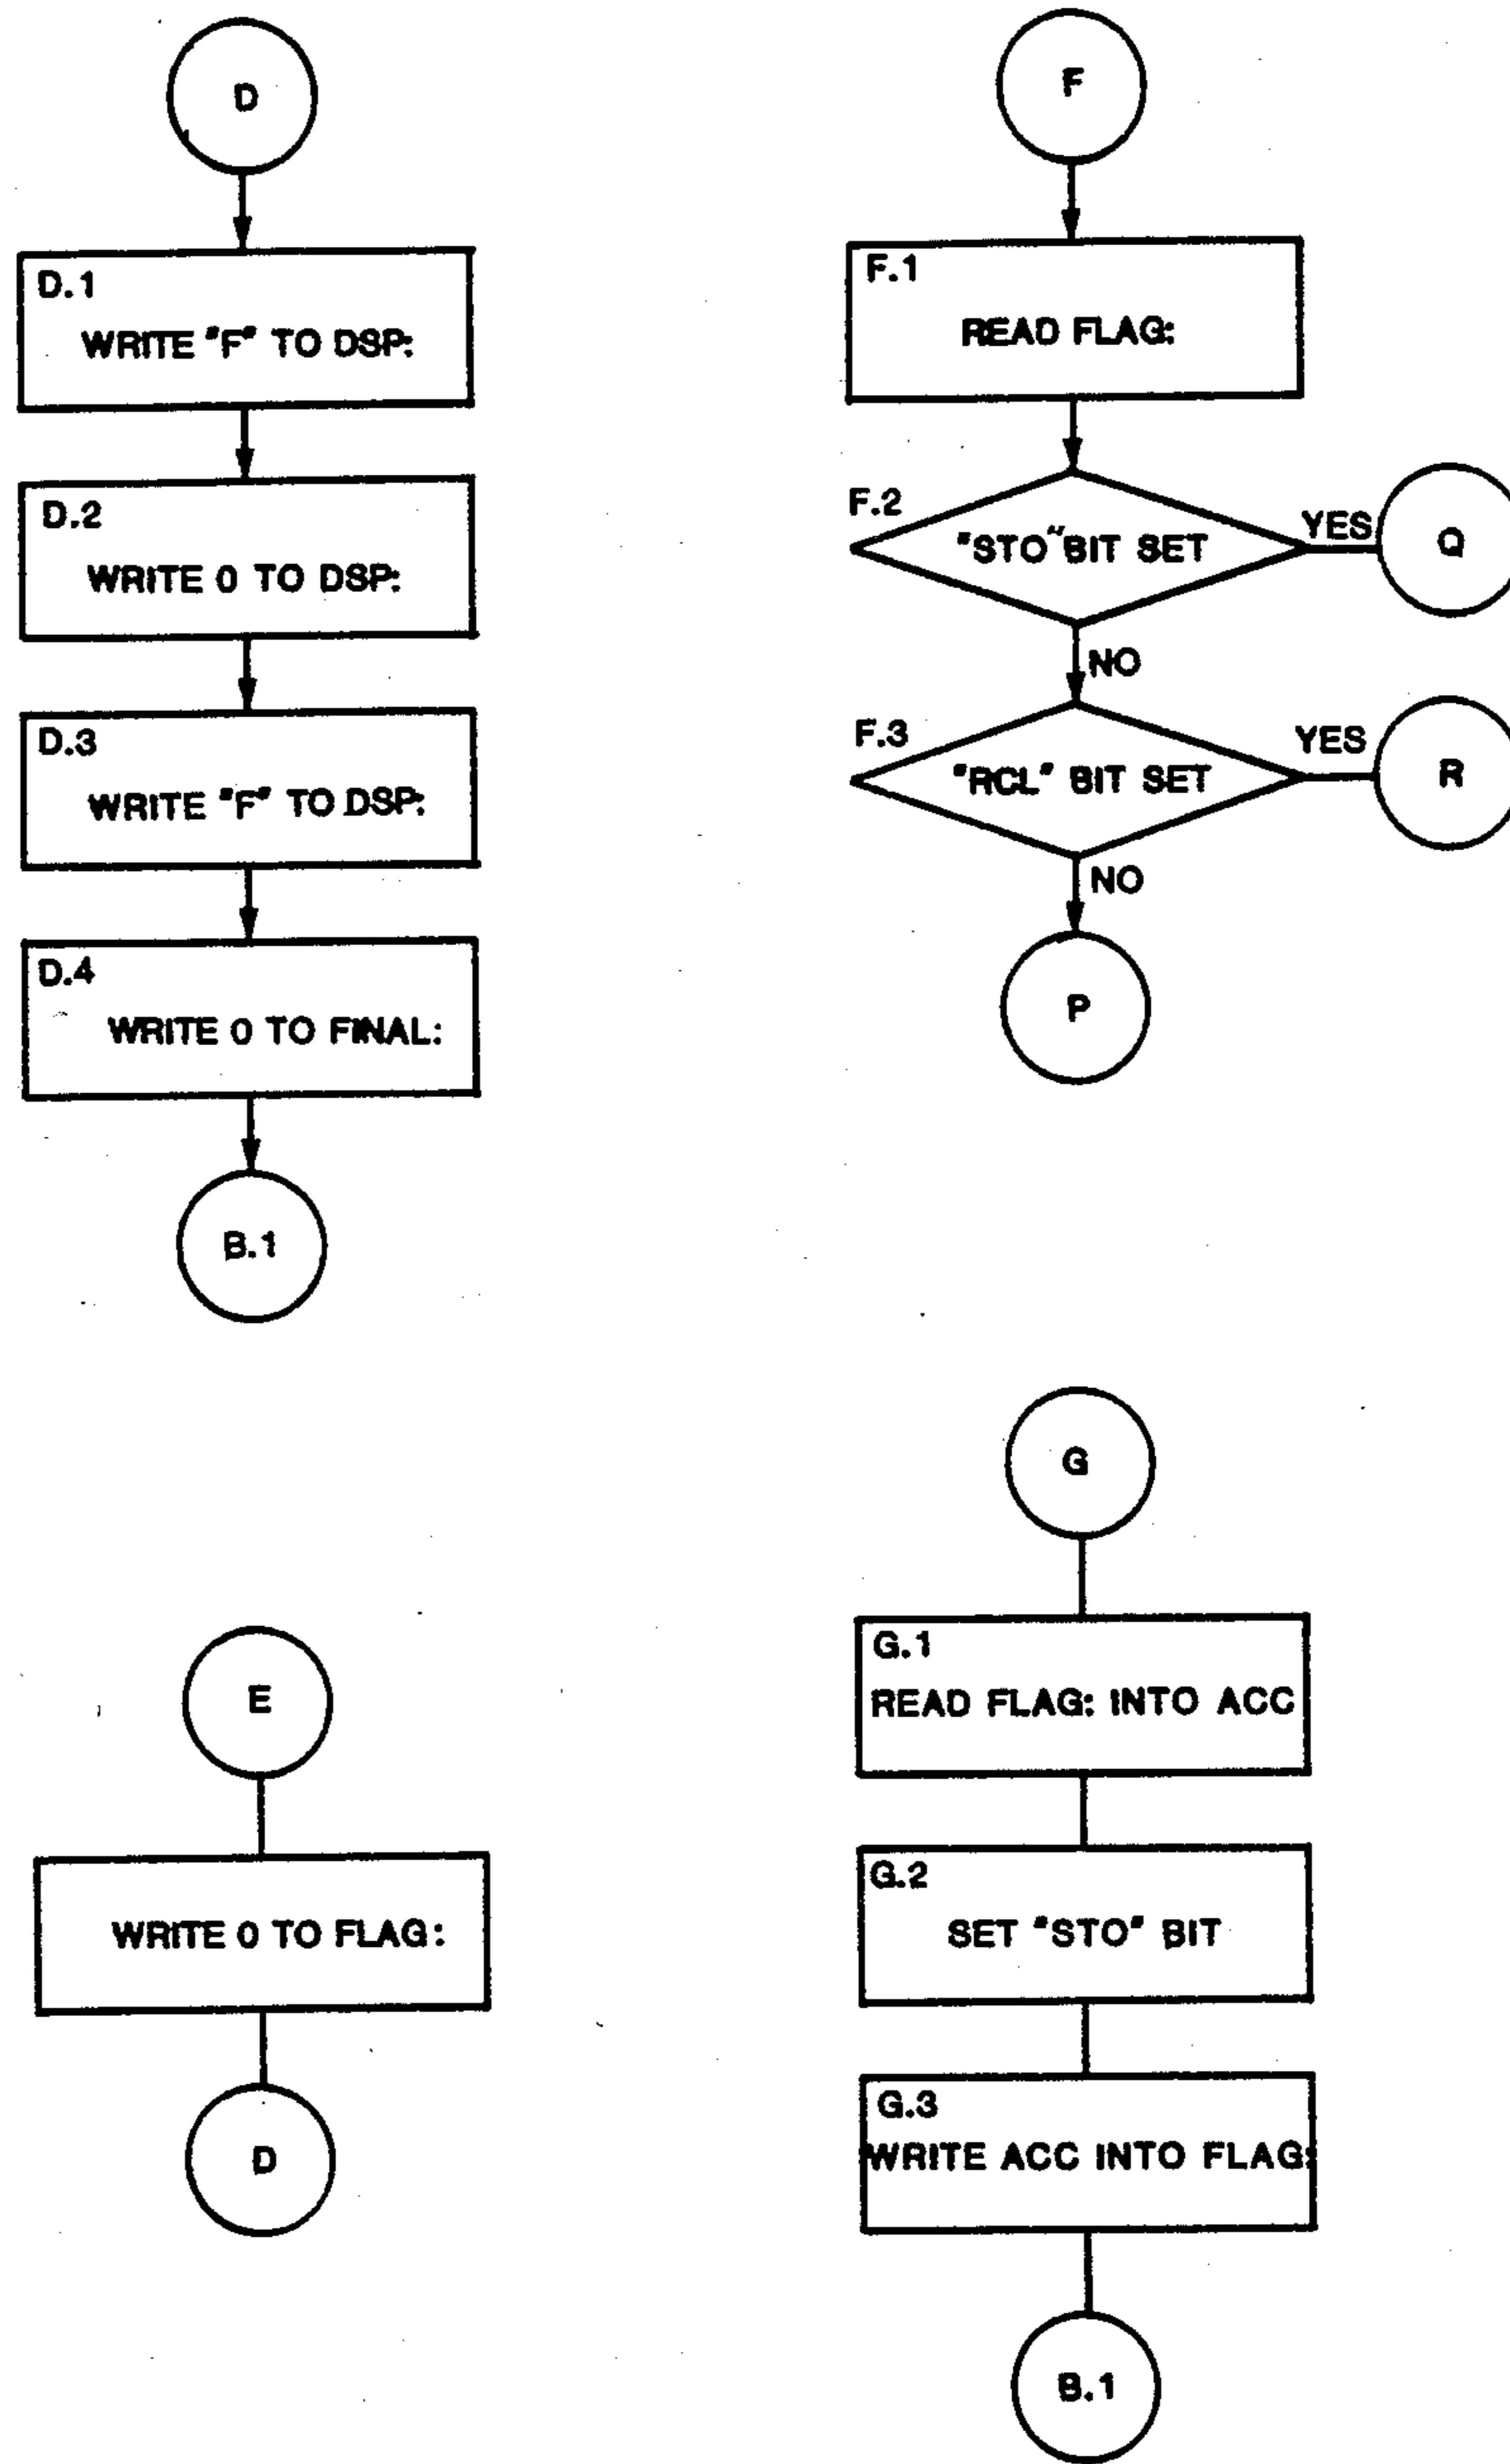 D
D.1
WRITE "F" TO DSP:
D.2
WRITE 0 TO DSP:
D.3
WRITE "F" TO DSP:
D.4
WRITE 0 TO FINAL:
B.1
F
F.1
READ FLAG:
F.2
"STO" BIT SET
YES
Q
NO
F.3
"RCL" BIT SET
YES
R
NO
P
E
WRITE 0 TO FLAG:
D
G
G.1
READ FLAG: INTO ACC
G.2
SET "STO" BIT
G.3
WRITE ACC INTO FLAG:
B.1